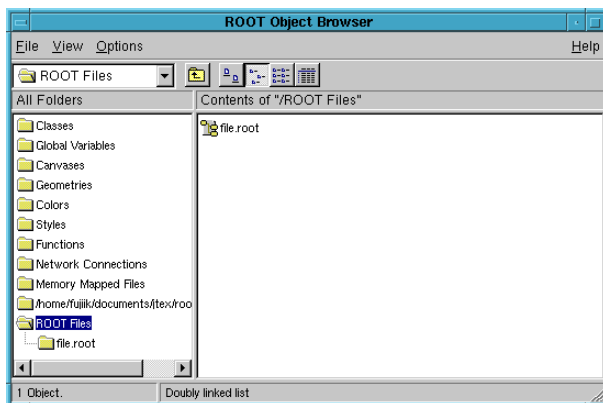 ROOT Object Browser
File View Options Help
ROOT Files
All Folders
Contents of "/ROOT Files"
Classes
Global Variables
Canvases
Geometries
Colors
Styles
Functions
Network Connections
Memory Mapped Files
/home/fujiik/documents/jtex/roo
ROOT Files
file.root
file.root
1 Object.
Doubly linked list